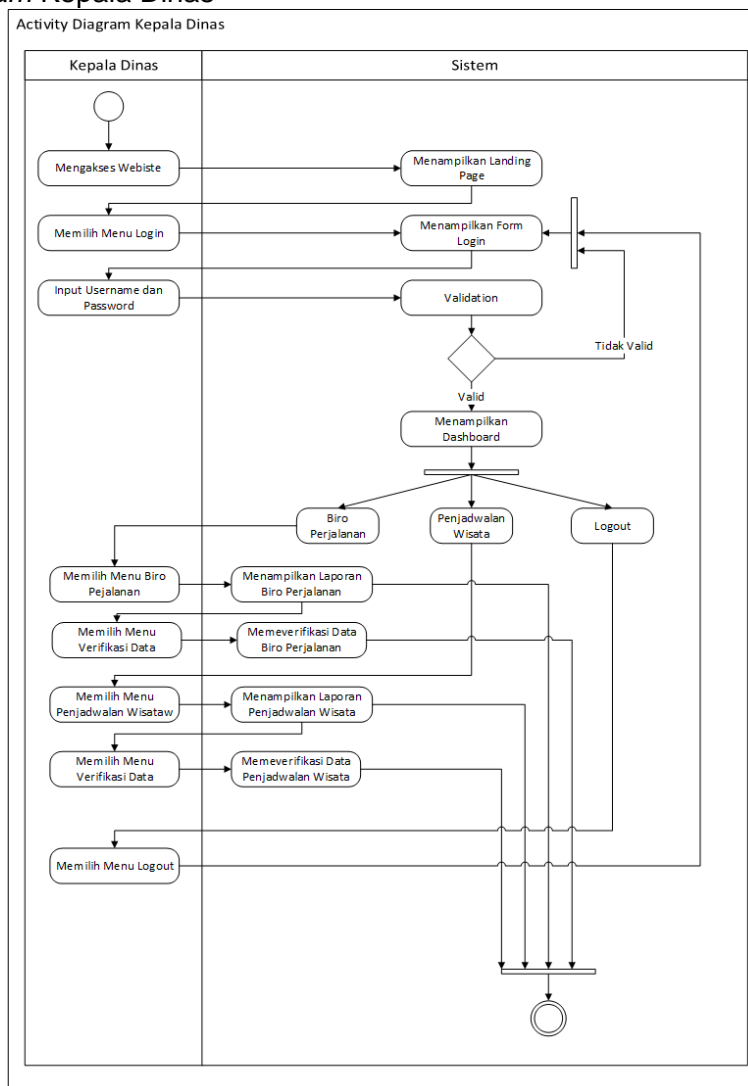 am Kepala Dinas
Activity Diagram Kepala Dinas
Kepala Dinas
Sistem
Mengakses Webiste
Menampilkan Landing
Page
Memilih Menu Login
Menampilkan Form
Login
Input Username dan
Password
Validation
Tidak Valid
Valid
Menampilkan
Dashboard
Biro
Perjalanan
Penjadwalan
Wisata
Logout
Memilih Menu Biro
Pejalanan
Menampilkan Laporan
Biro Perjalanan
Memilih Menu
Verifikasi Data
Memeverifikasi Data
Biro Perjalanan
Memilih Menu
Penjadwalan Wisataw
Menampilkan Laporan
Penjadwalan Wisata
Memilih Menu
Verifikasi Data
Memeverifikasi Data
Penjadwalan Wisata
Memilih Menu Logout